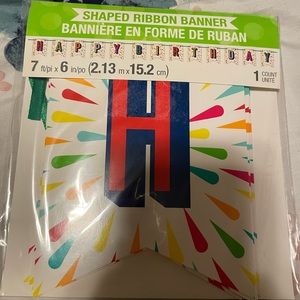 SHAPED RIBBON BANNER
BANNIÈRE EN FORME DE RUBAN
HAPPY BIRTHDAY
7 ft/pi x 6 in/po (2.13 m x 15.2 cm)
1 COUNT
UNITÉ
H